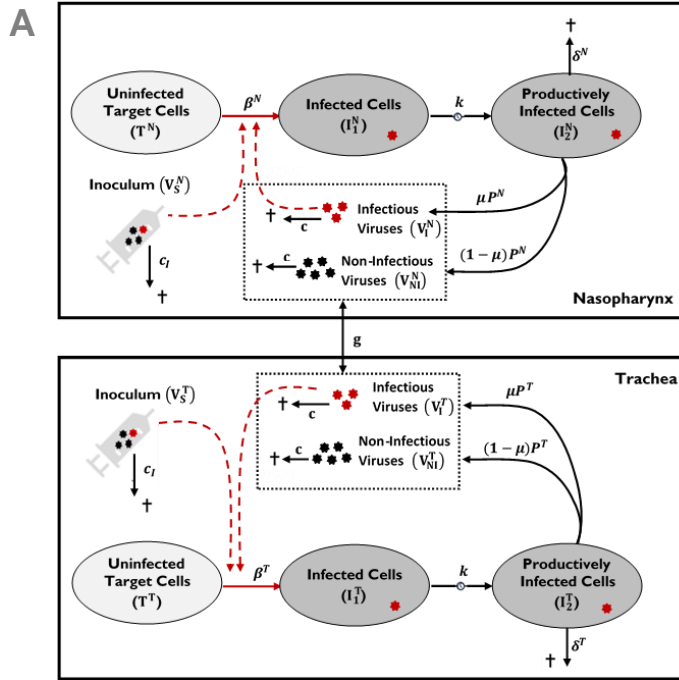 A
Uninfected
Target Cells
(T^N)
β^N
Infected Cells
(I_1^N)
k
Productively
Infected Cells
(I_2^N)
†
δ^N
Inoculum (V_S^N)
c_I
†
† c
Infectious
Viruses (V_I^N)
μP^N
† c
Non-Infectious
Viruses (V_NI^N)
(1 − μ)P^N
Nasopharynx
g
Trachea
Inoculum (V_S^T)
c_I
†
† c
Infectious
Viruses (V_I^T)
μP^T
† c
Non-Infectious
Viruses (V_NI^T)
(1 − μ)P^T
Uninfected
Target Cells
(T^T)
β^T
Infected Cells
(I_1^T)
k
Productively
Infected Cells
(I_2^T)
† δ^T